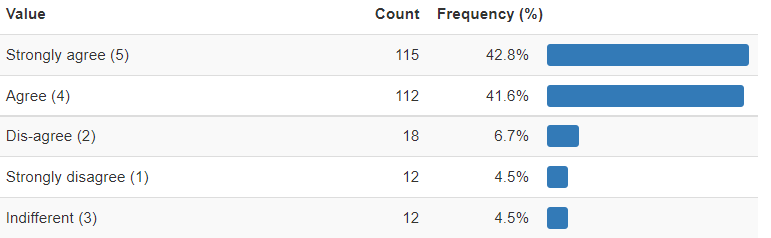 Value Count Frequency (%)
Strongly agree (5) 115 42.8%
Agree (4) 112 41.6%
Dis-agree (2) 18 6.7%
Strongly disagree (1) 12 4.5%
Indifferent (3) 12 4.5%